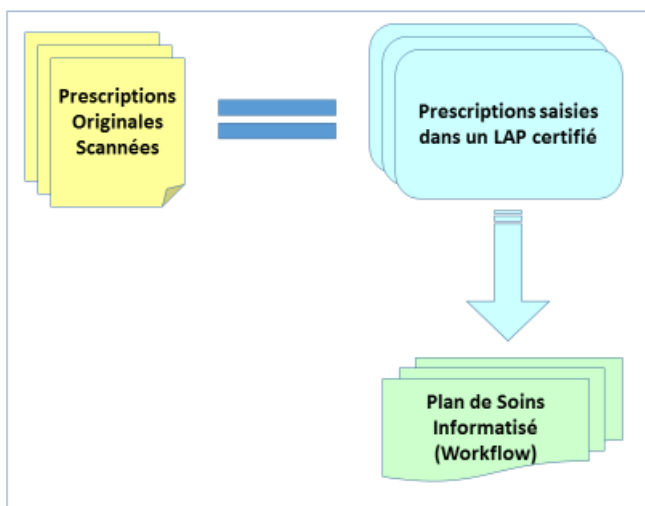 Prescriptions
Originales
Scannées
Prescriptions saisies
dans un LAP certifié
Plan de Soins
Informatisé
(Workflow)